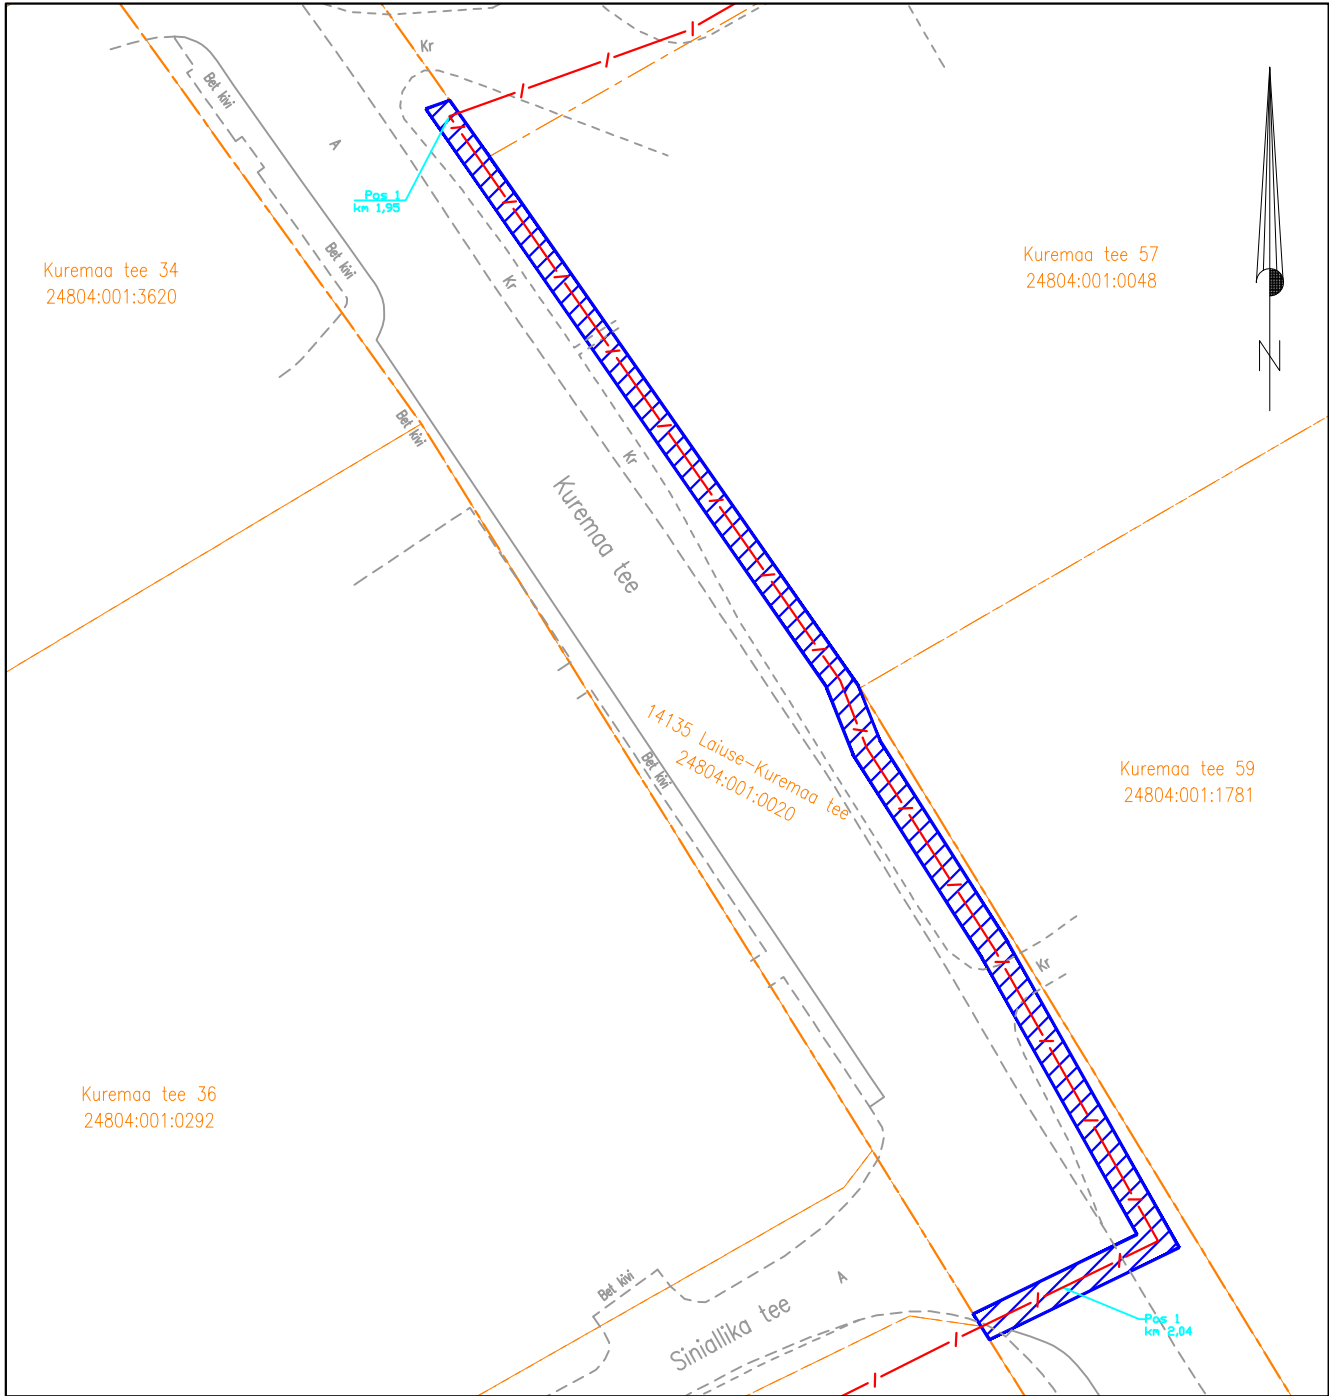 Kr
Bet kivi
A
Pos 1
km 1,95
Bet kivi
Kr
Kuremaa tee 34
24804:001:3620
Kuremaa tee 57
24804:001:0048
N
Bet kivi
Kr
Kuremaa tee
14135 Laiuse-Kuremaa tee
24804:001:0020
Bet kivi
Kuremaa tee 59
24804:001:1781
Kr
Kuremaa tee 36
24804:001:0292
Bet kivi
A
Siniallika tee
Pos 1
km 2,04